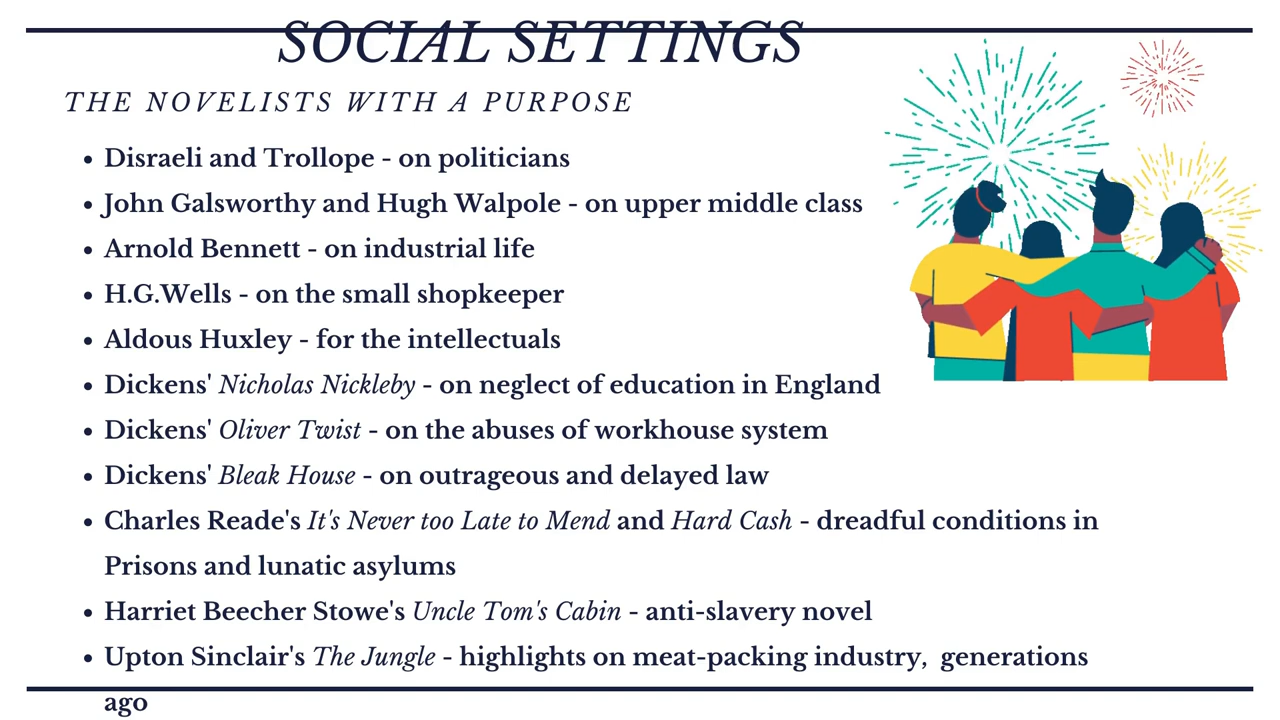 SOCIAL SETTINGS
THE NOVELISTS WITH A PURPOSE
• Disraeli and Trollope - on politicians
• John Galsworthy and Hugh Walpole - on upper middle class
• Arnold Bennett - on industrial life
• H.G.Wells - on the small shopkeeper
• Aldous Huxley - for the intellectuals
• Dickens' Nicholas Nickleby - on neglect of education in England
• Dickens' Oliver Twist - on the abuses of workhouse system
• Dickens' Bleak House - on outrageous and delayed law
• Charles Reade's It's Never too Late to Mend and Hard Cash - dreadful conditions in
Prisons and lunatic asylums
• Harriet Beecher Stowe's Uncle Tom's Cabin - anti-slavery novel
• Upton Sinclair's The Jungle - highlights on meat-packing industry,  generations
ago